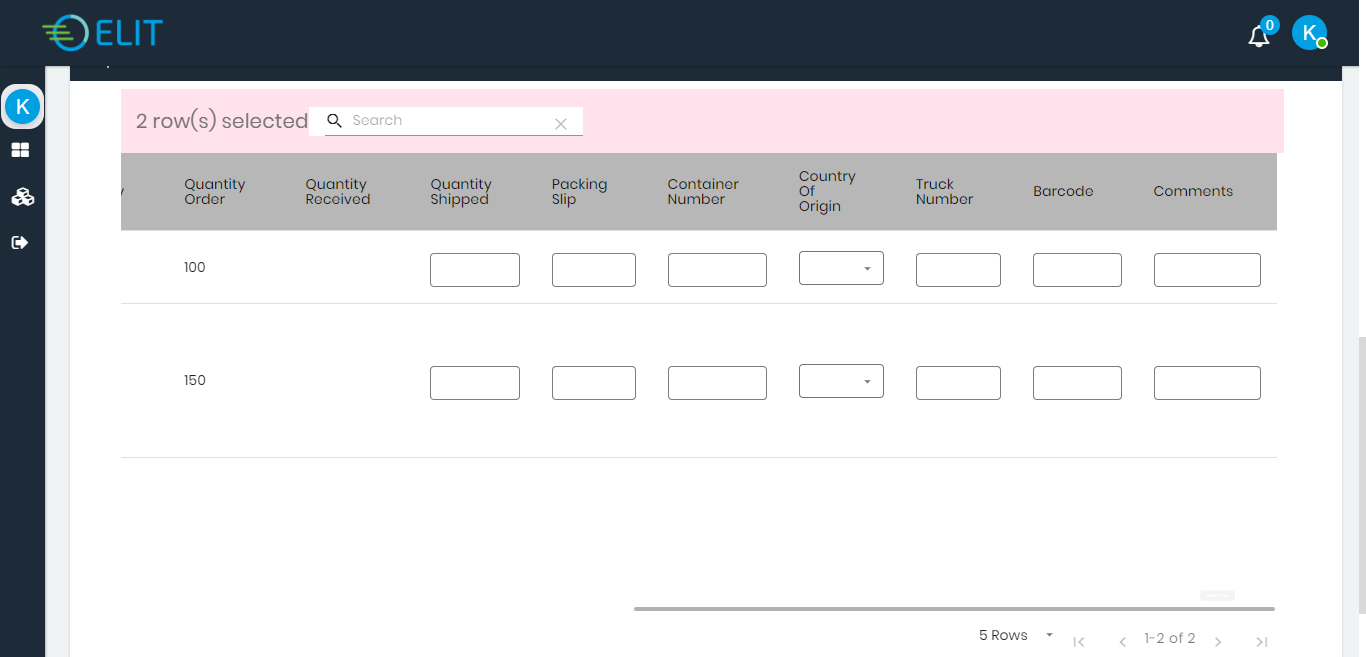 ELIT
0
K
K
2 row(s) selected
Search
Quantity Order
Quantity Received
Quantity Shipped
Packing Slip
Container Number
Country Of Origin
Truck Number
Barcode
Comments
100
150
5 Rows
1-2 of 2